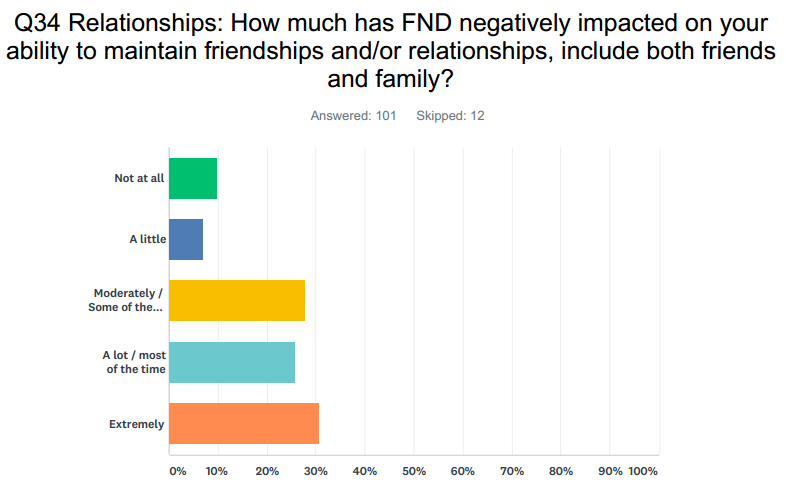 Q34 Relationships: How much has FND negatively impacted on your
ability to maintain friendships and/or relationships, include both friends
and family?
Answered: 101 Skipped: 12
Not at all
A little
Moderately /
Some of the...
A lot / most
of the time
Extremely
0% 10% 20% 30% 40% 50% 60% 70% 80% 90% 100%